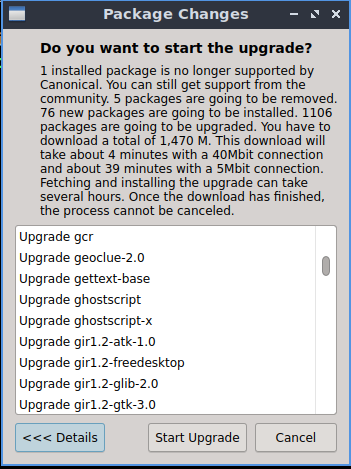 Package Changes
Do you want to start the upgrade?
1 installed package is no longer supported by
Canonical. You can still get support from the
community. 5 packages are going to be removed.
76 new packages are going to be installed. 1106
packages are going to be upgraded. You have to
download a total of 1,470 M. This download will
take about 4 minutes with a 40Mbit connection
and about 39 minutes with a 5Mbit connection.
Fetching and installing the upgrade can take
several hours. Once the download has finished,
the process cannot be canceled.
Upgrade gcr
Upgrade geoclue-2.0
Upgrade gettext-base
Upgrade ghostscript
Upgrade ghostscript-x
Upgrade gir1.2-atk-1.0
Upgrade gir1.2-freedesktop
Upgrade gir1.2-glib-2.0
Upgrade gir1.2-gtk-3.0
<<< Details
Start Upgrade
Cancel